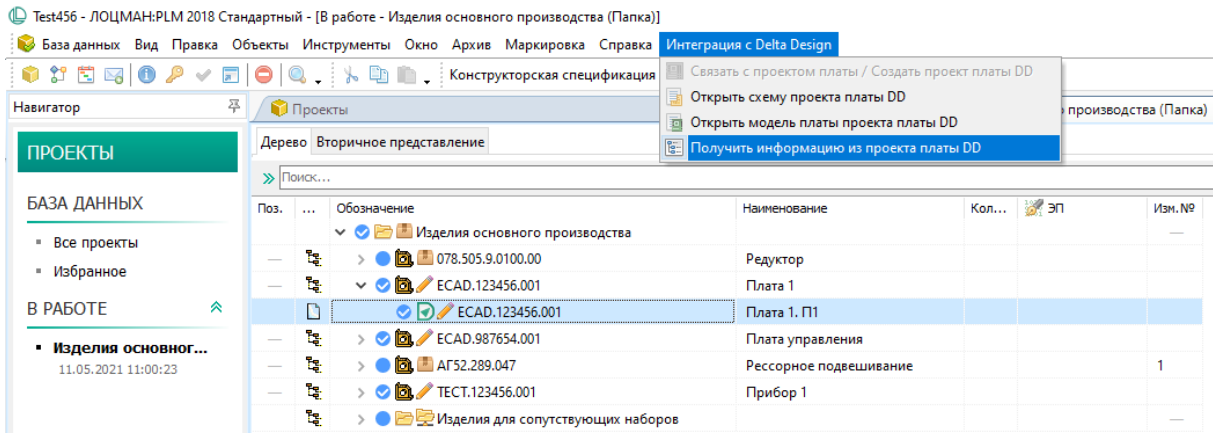 Test456 - ЛОЦМАН:PLM 2018 Стандартный - [В работе - Изделия основного производства (Папка)]
База данных Вид Правка Объекты Инструменты Окно Архив Маркировка Справка Интеграция с Delta Design
Конструкторская спецификация
Связать с проектом платы / Создать проект платы DD
Открыть схему проекта платы DD
Открыть модель платы проекта платы DD
Получить информацию из проекта платы DD
Навигатор
Проекты
производства (Папка)
Дерево Вторичное представление
Поиск...
ПРОЕКТЫ
БАЗА ДАННЫХ
Все проекты
Избранное
В РАБОТЕ
Изделия основног...
11.05.2021 11:00:23
Поз. ... Обозначение Наименование Кол... ЭП Изм.№
Изделия основного производства —
— 078.505.9.0100.00 Редуктор
— ECAD.123456.001 Плата 1
ECAD.123456.001 Плата 1. П1
— ECAD.987654.001 Плата управления
— АГ52.289.047 Рессорное подвешивание 1
— ТЕСТ.123456.001 Прибор 1
Изделия для сопутствующих наборов —